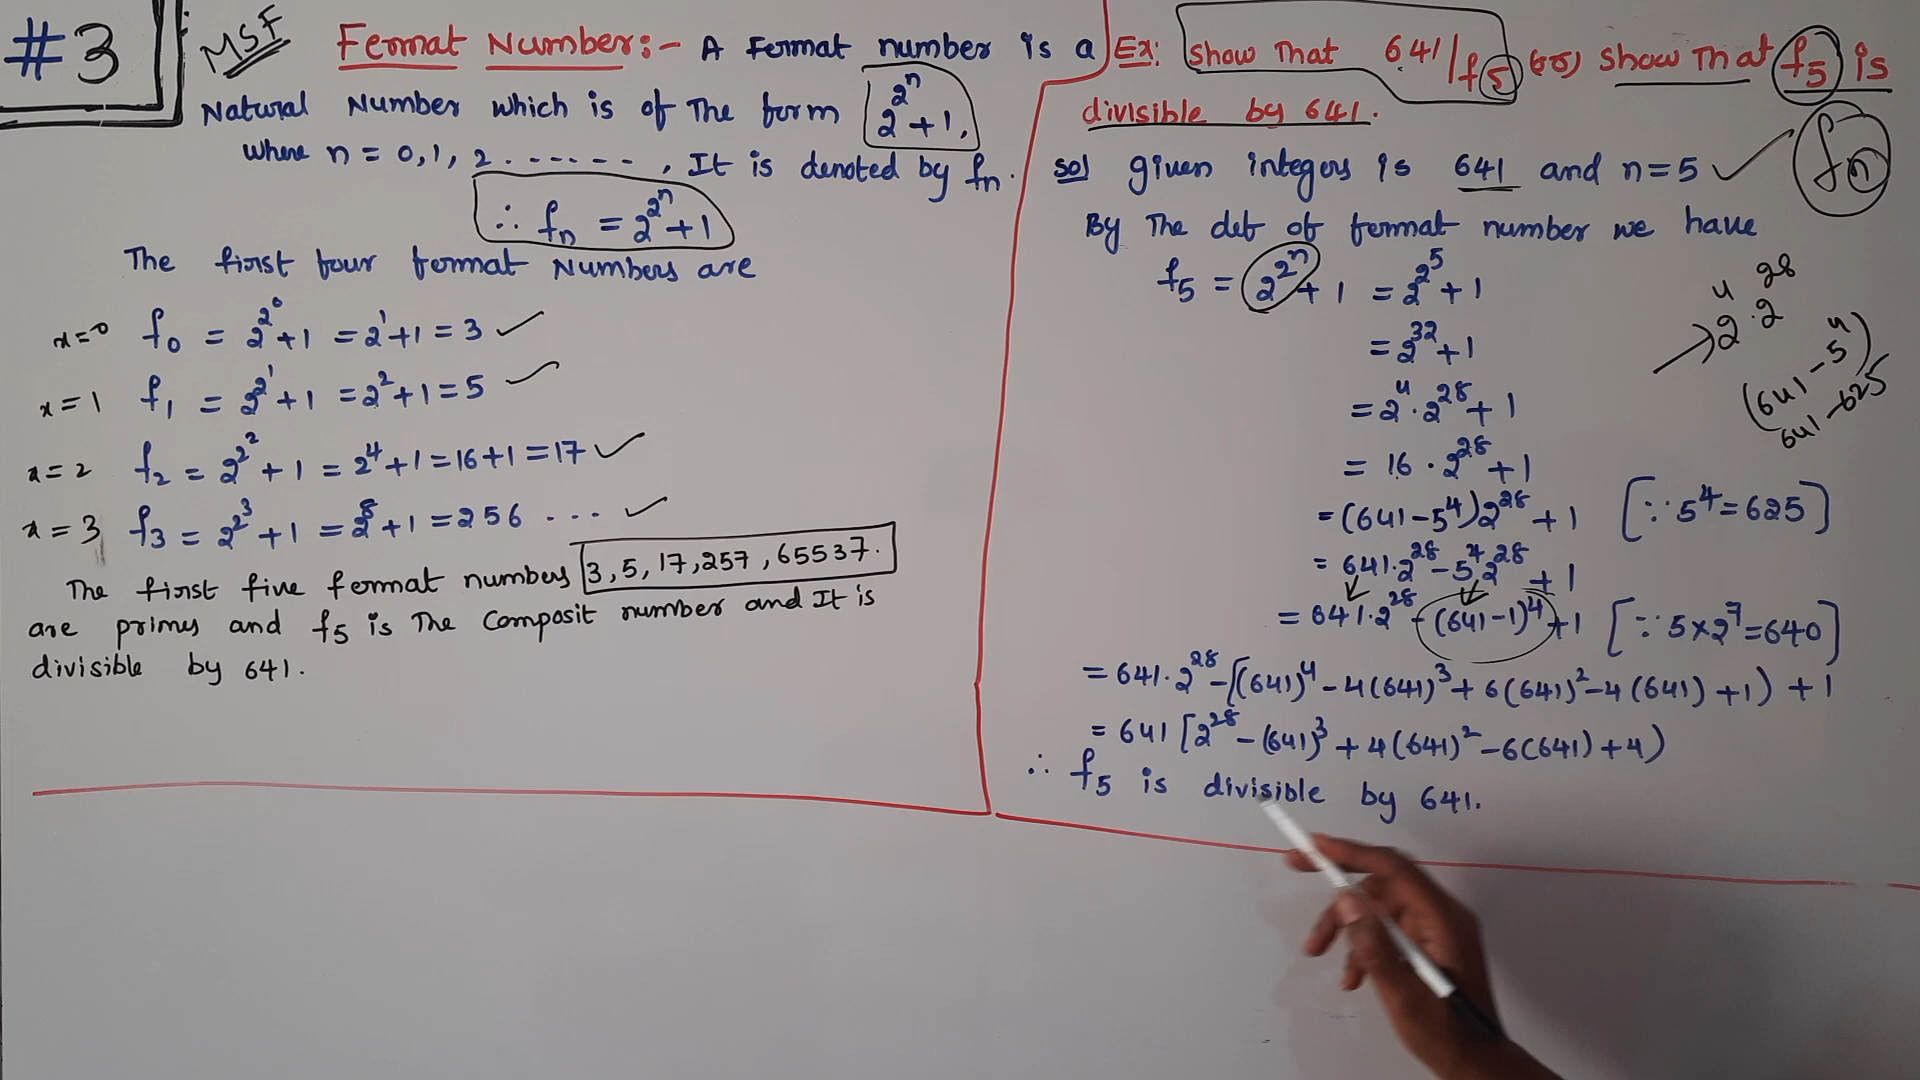 #3
MSF
Fermat Number:- A Fermat number is a
Natural Number which is of The form 2^2^n+1,
where n = 0,1,2......., It is denoted by fn.
∴ fn = 2^2^n+1
The first four fermat Numbers are
x=0 f0 = 2^2^0+1 = 2^1+1 = 3 ✓
x=1 f1 = 2^2^1+1 = 2^2+1 = 5 ✓
x=2 f2 = 2^2^2+1 = 2^4+1 = 16+1 = 17 ✓
x=3 f3 = 2^2^3+1 = 2^8+1 = 256 ... ✓
The first five fermat numbers 3, 5, 17, 257, 65537.
are primes and f5 is The Composit number and It is
divisible by 641.
Ex: Show That 641/f5 (or) Show That f5 is
divisible by 641.
fn
sol given integers is 641 and n=5 ✓
By The def of fermat number we have
f5 = 2^2^n+1 = 2^2^5+1
= 2^32+1
= 2^4 . 2^28+1
= 16 . 2^28+1
= (641-5^4)2^28+1 [∵ 5^4=625]
= 641.2^28-5^4 2^28+1
= 641.2^28-(641-1)^4+1 [∵ 5×2^7=640]
= 641.2^28-[(641)^4-4(641)^3+6(641)^2-4(641)+1)+1
= 641[2^28-(641)^3+4(641)^2-6(641)+4)
∴ f5 is divisible by 641.
→ 2^4 . 2^28
(641-5^4)
641-625